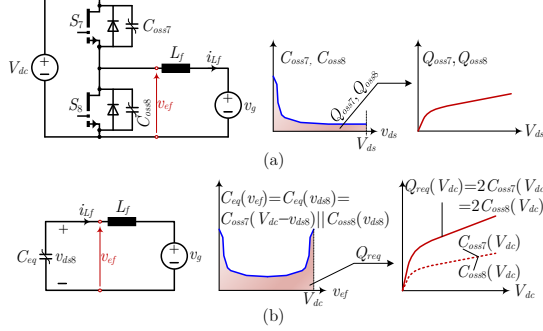 S7
Coss7
Vdc
Lf
iLf
S8
Coss8
vef
vg
Coss7, Coss8
Qoss7, Qoss8
vds
Vds
Qoss7, Qoss8
Vds
(a)
iLf
Lf
Ceq
+
vds8
−
vef
vg
Ceq(vef)=Ceq(vds8)=
Coss7(Vdc−vds8)||Coss8(vds8)
Qreq
Vdc
vef
Qreq(Vdc)=2Coss7(Vdc
=2Coss8(Vdc)
Coss7(Vdc)
Coss8(Vdc)
Vdc
(b)